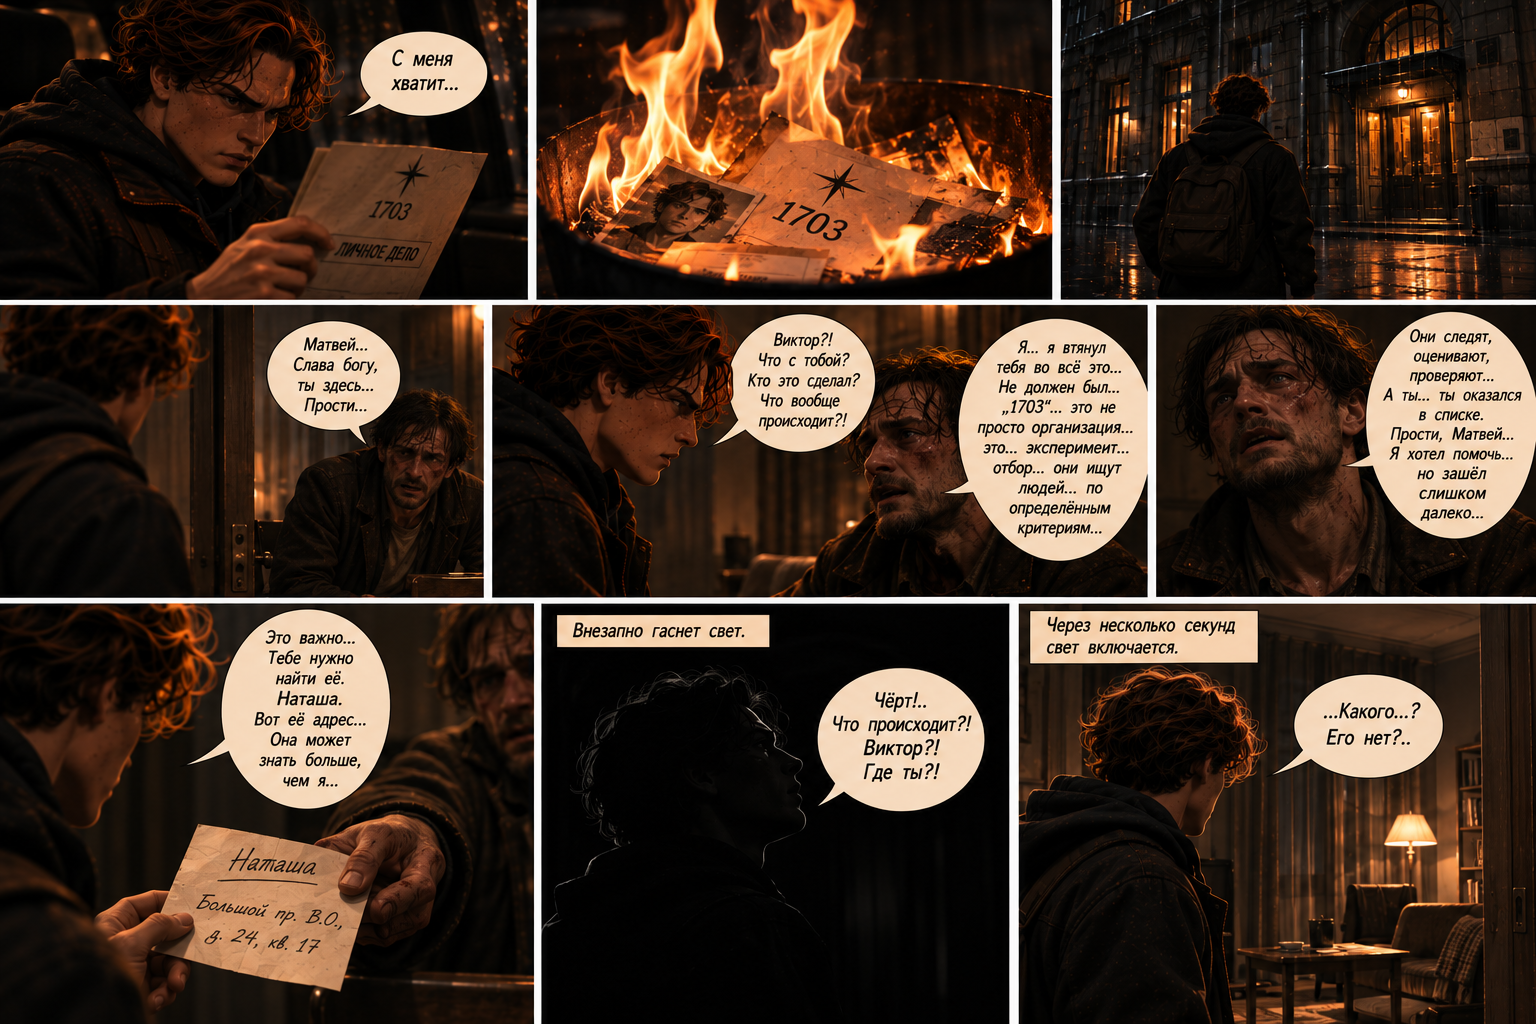 С меня
хватит...
1703
ЛИЧНОЕ ДЕЛО
1703
Матвей...
Слава богу,
ты здесь...
Прости...
Виктор?!
Что с тобой?
Кто это сделал?
Что вообще
происходит?!
Я... я втянул
тебя во всё это...
Не должен был...
„1703“... это не
просто организация...
это... эксперимеит...
отбор... они ищут
людей... по
определённым
критериям...
Они следят,
оценивают,
проверяют...
А ты... ты оказался
в списке.
Прости, Матвей...
Я хотел помочь...
но зашёл
слишком
далеко...
Это важно...
Тебе нужно
найти её.
Наташа.
Вот её адрес...
Она может
знать больше,
чем я...
Наташа
Большой пр. В.О.,
д. 24, кв. 17
Внезапно гаснет свет.
Чёрт!..
Что происходит?!
Виктор?!
Где ты?!
Через несколько секунд
свет включается.
...Какого...?
Его нет?..